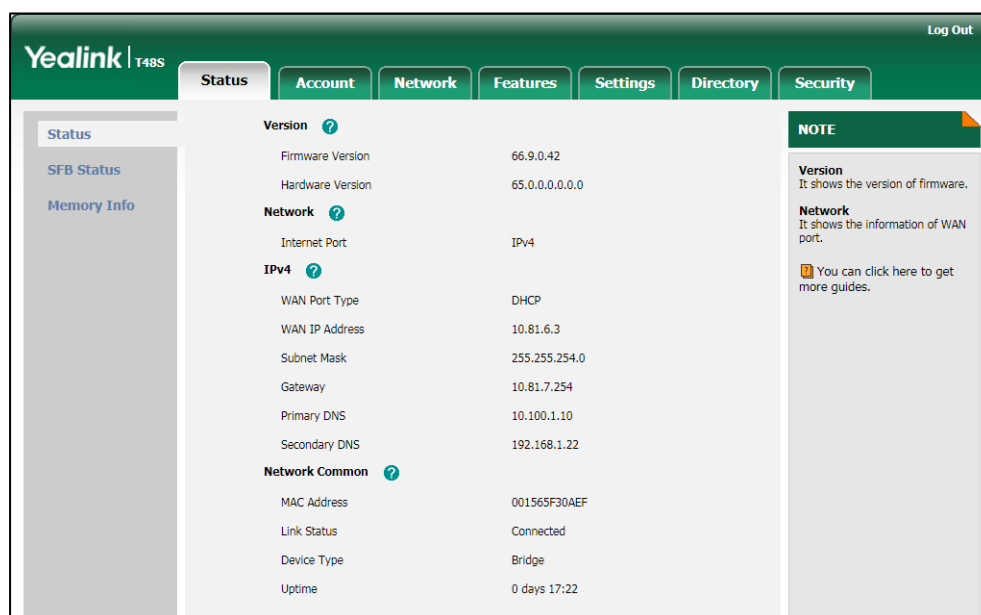 Log Out
Yealink | T48S
Status
Account
Network
Features
Settings
Directory
Security
Status
SFB Status
Memory Info
Version ?
Firmware Version 66.9.0.42
Hardware Version 65.0.0.0.0.0.0
Network ?
Internet Port IPv4
IPv4 ?
WAN Port Type DHCP
WAN IP Address 10.81.6.3
Subnet Mask 255.255.254.0
Gateway 10.81.7.254
Primary DNS 10.100.1.10
Secondary DNS 192.168.1.22
Network Common ?
MAC Address 001565F30AEF
Link Status Connected
Device Type Bridge
Uptime 0 days 17:22
NOTE
Version
It shows the version of firmware.
Network
It shows the information of WAN
port.
? You can click here to get
more guides.